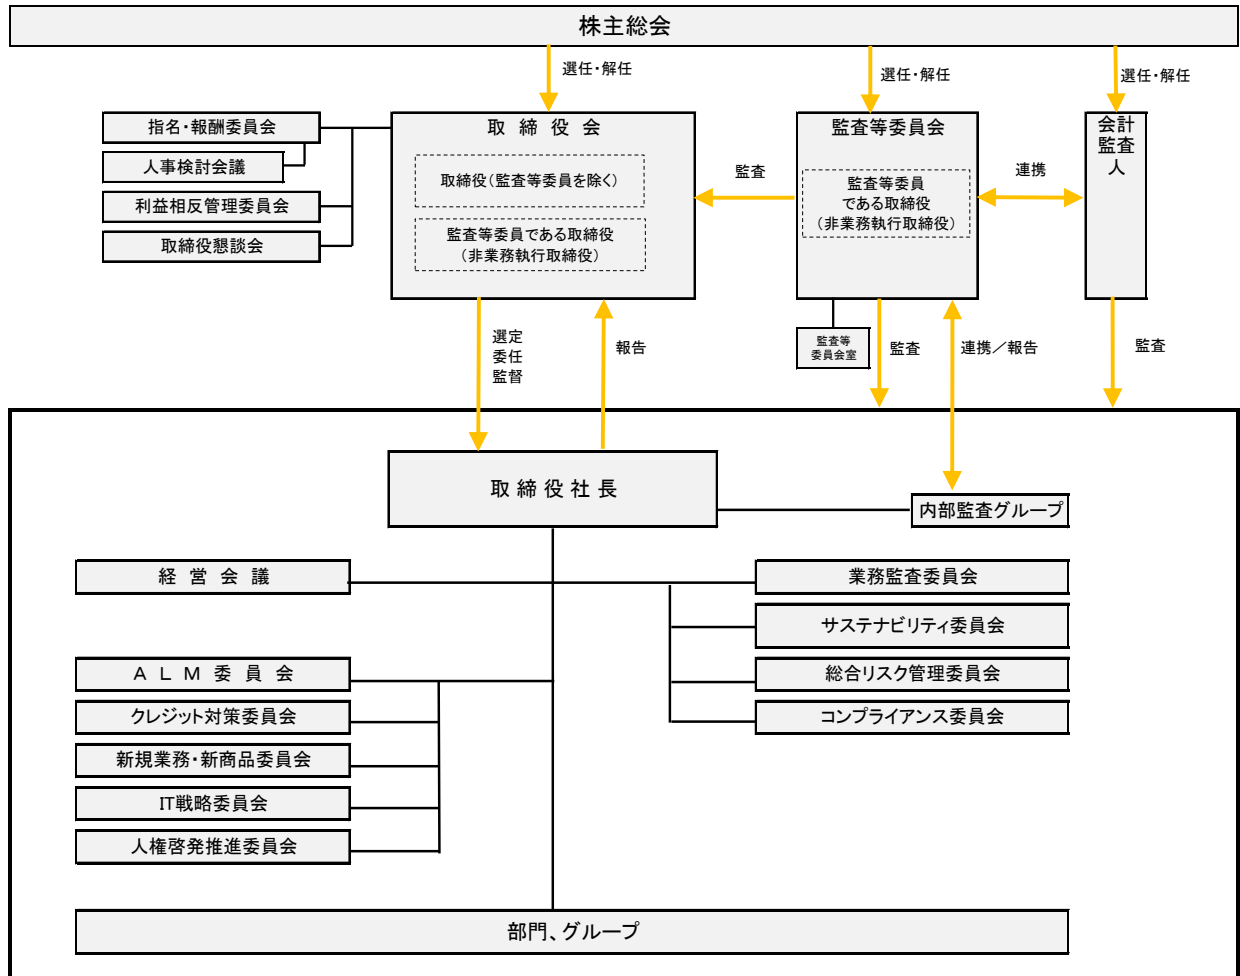 株主総会
選任・解任
選任・解任
選任・解任
指名・報酬委員会
人事検討会議
利益相反管理委員会
取締役懇談会
取 締 役 会
取締役(監査等委員を除く)
監査等委員である取締役
(非業務執行取締役)
監査
監査等委員会
監査等委員
である取締役
(非業務執行取締役)
連携
会計
監査
人
選定
委任
監督
報告
監査等
委員会室
監査
連携／報告
監査
取 締 役 社 長
内部監査グループ
経 営 会 議
業務監査委員会
サステナビリティ委員会
Ａ Ｌ Ｍ 委 員 会
総合リスク管理委員会
クレジット対策委員会
コンプライアンス委員会
新規業務・新商品委員会
IT戦略委員会
人権啓発推進委員会
部門、グループ